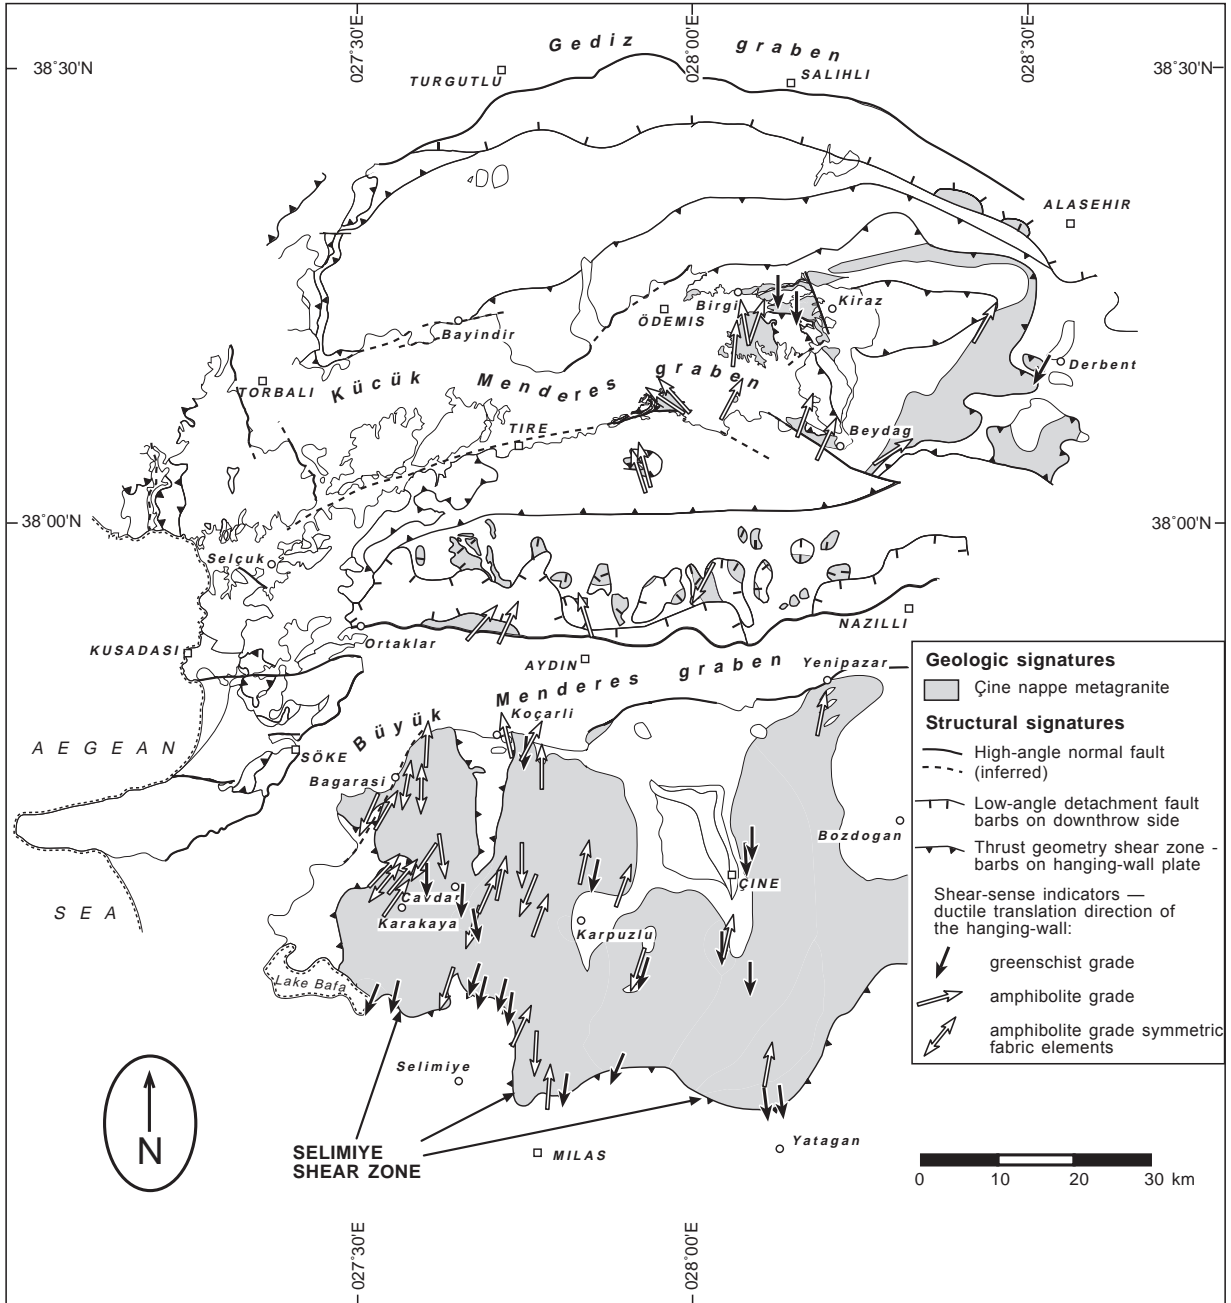 027°30'E
028°00'E
028°30'E
38°30'N
38°30'N
Gediz graben
TURGUTLU
SALIHLI
ALASEHIR
Birgi
Kiraz
ÖDEMIS
Bayindir
Derbent
TORBALI
Kücük Menderes graben
TIRE
Beydag
38°00'N
38°00'N
Selçuk
NAZILLI
Ortaklar
KUSADASI
AYDIN
Büyük Menderes graben
Yenipazar
Koçarli
AEGEAN
SÖKE
Bagarasi
Bozdogan
ÇINE
SEA
Cavdar
Karakaya
Karpuzlu
Lake Bafa
Selimiye
N
SELIMIYE
SHEAR ZONE
MILAS
Yatagan
Geologic signatures
Çine nappe metagranite
Structural signatures
High-angle normal fault
(inferred)
Low-angle detachment fault
barbs on downthrow side
Thrust geometry shear zone -
barbs on hanging-wall plate
Shear-sense indicators —
ductile translation direction of
the hanging-wall:
greenschist grade
amphibolite grade
amphibolite grade symmetric
fabric elements
0 10 20 30 km
027°30'E
028°00'E